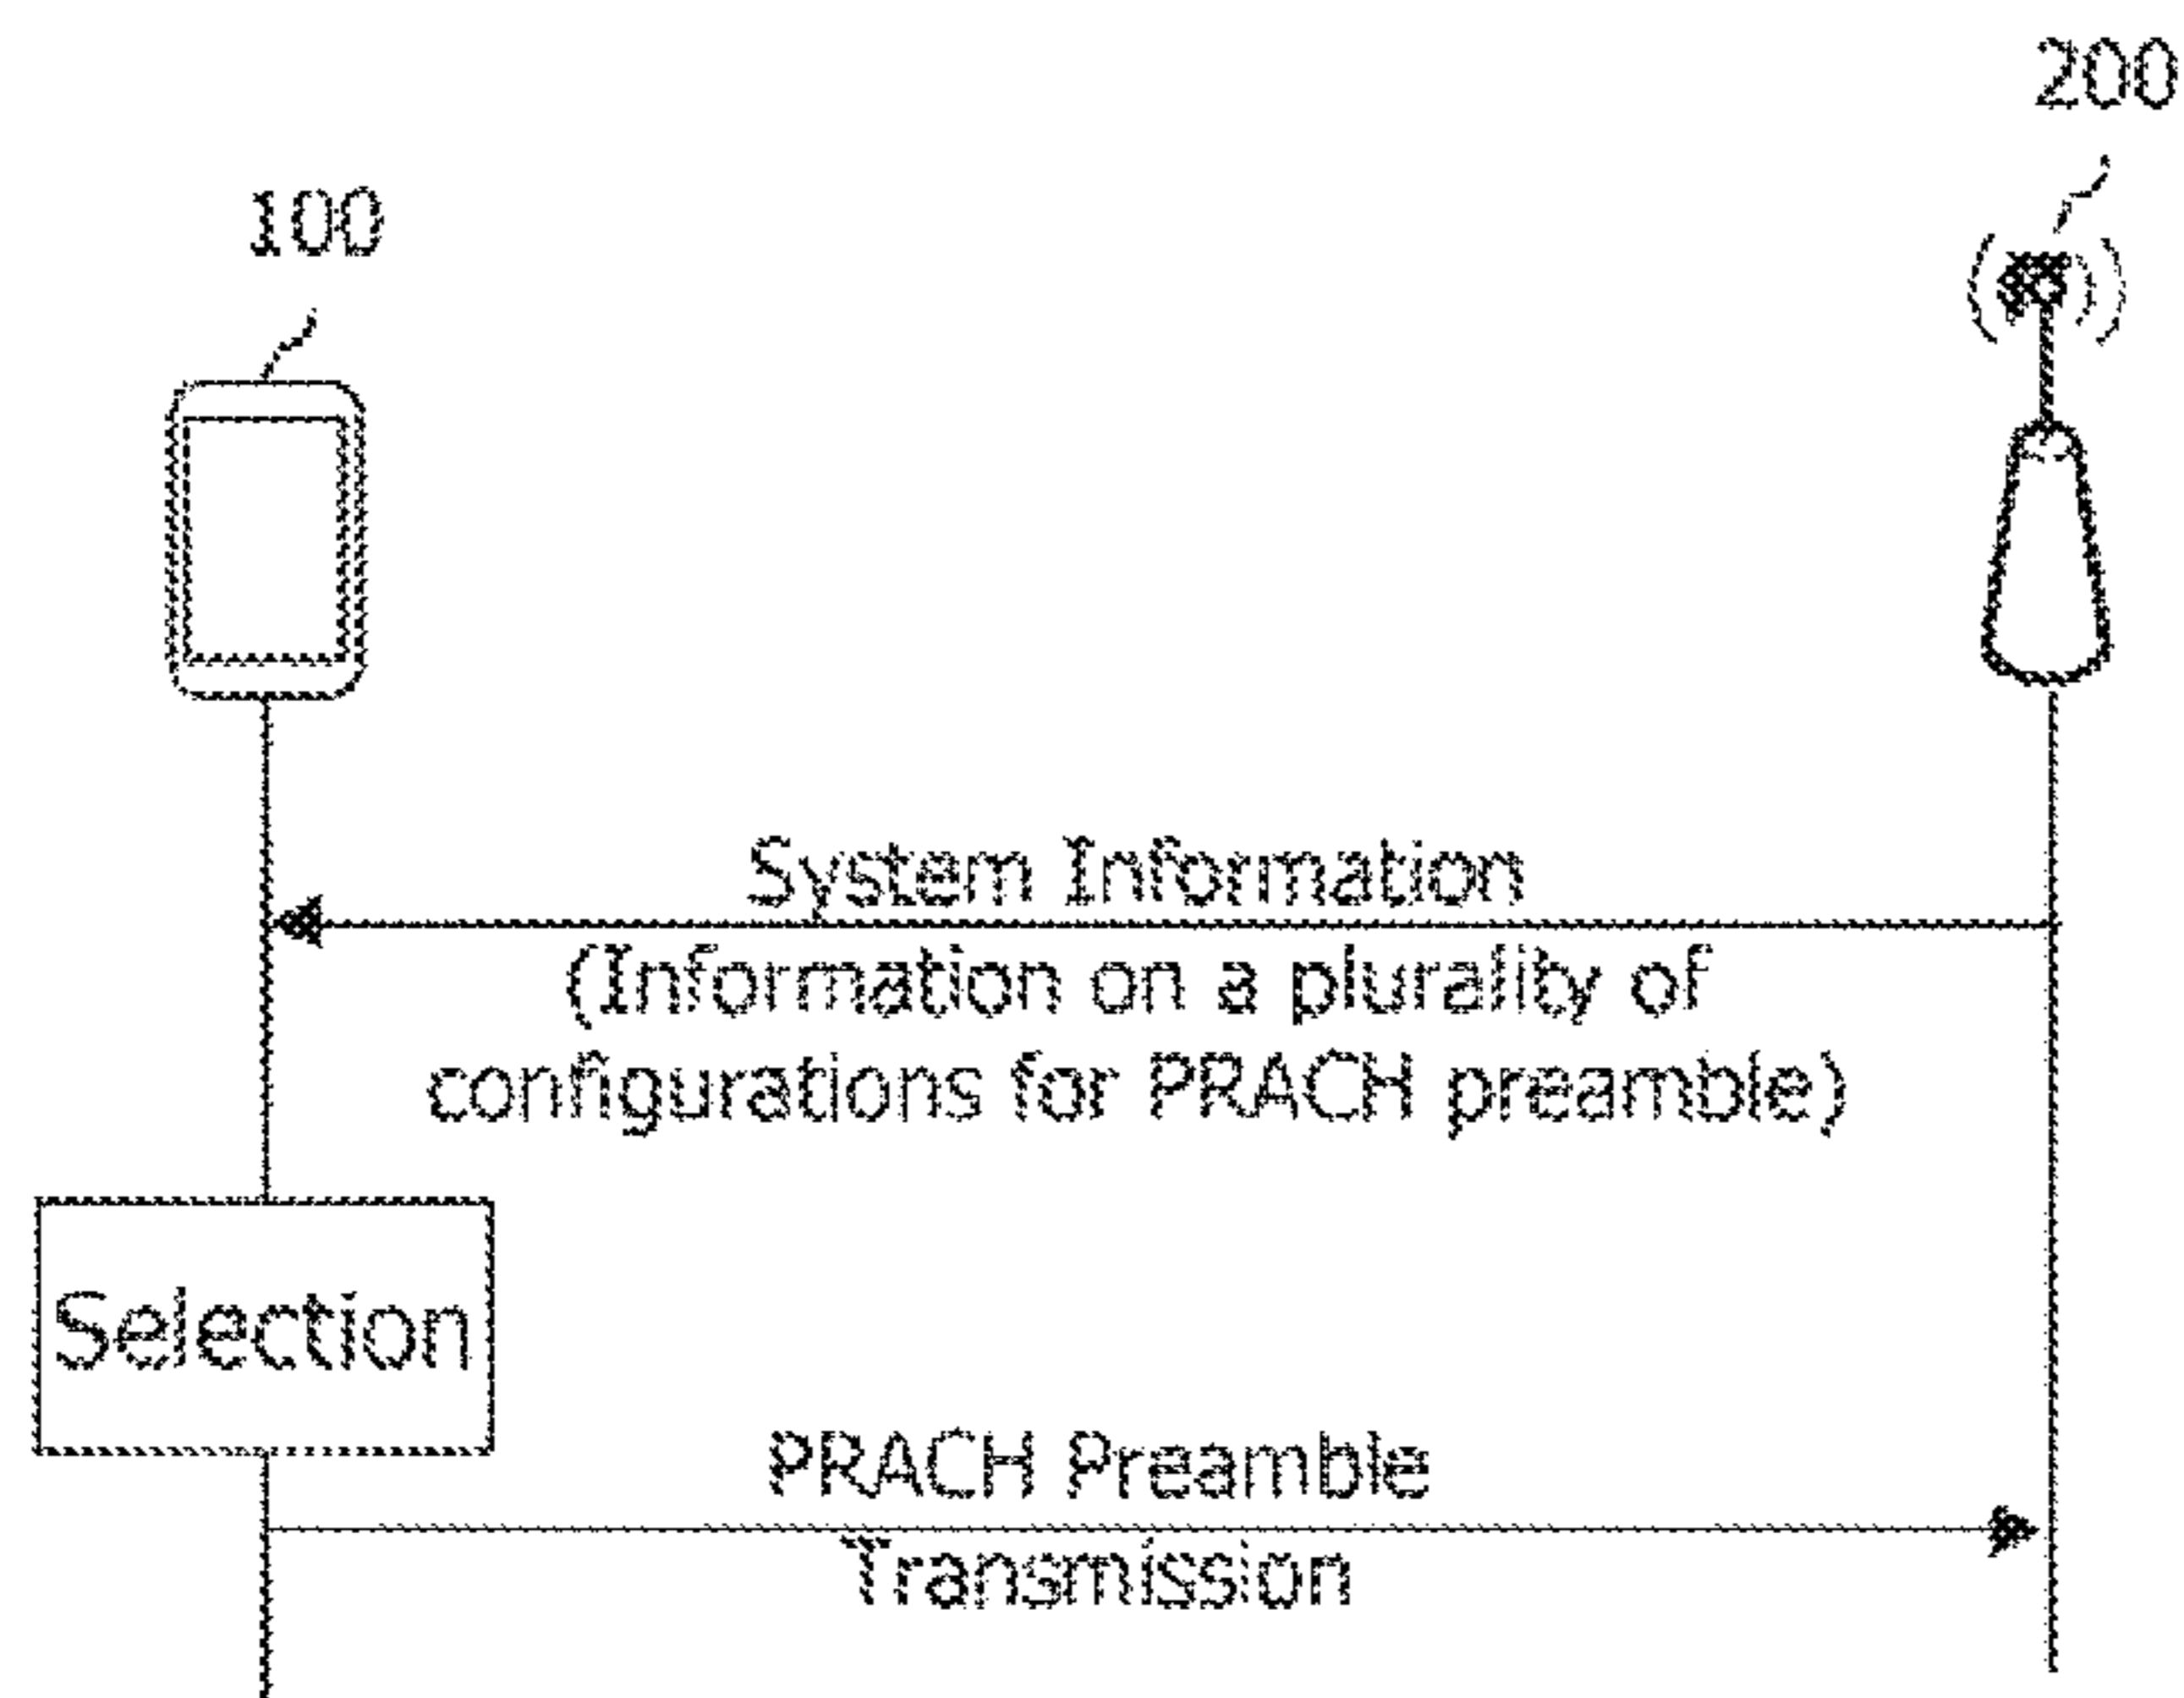 200
100
System Information
(Information on a plurality of
configurations for PRACH preamble)
Selection
PRACH Preamble
Transmission